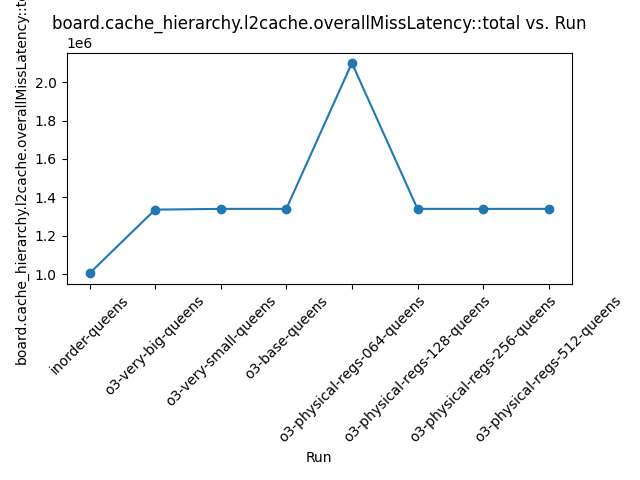 board.cache_hierarchy.l2cache.overallMissLatency::total vs. Run
1e6
board.cache_hierarchy.l2cache.overallMissLatency::to
2.0
1.8
1.6
1.4
1.2
1.0
inorder-queens
o3-very-big-queens
o3-very-small-queens
o3-base-queens
o3-physical-regs-064-queens
o3-physical-regs-128-queens
o3-physical-regs-256-queens
o3-physical-regs-512-queens
Run